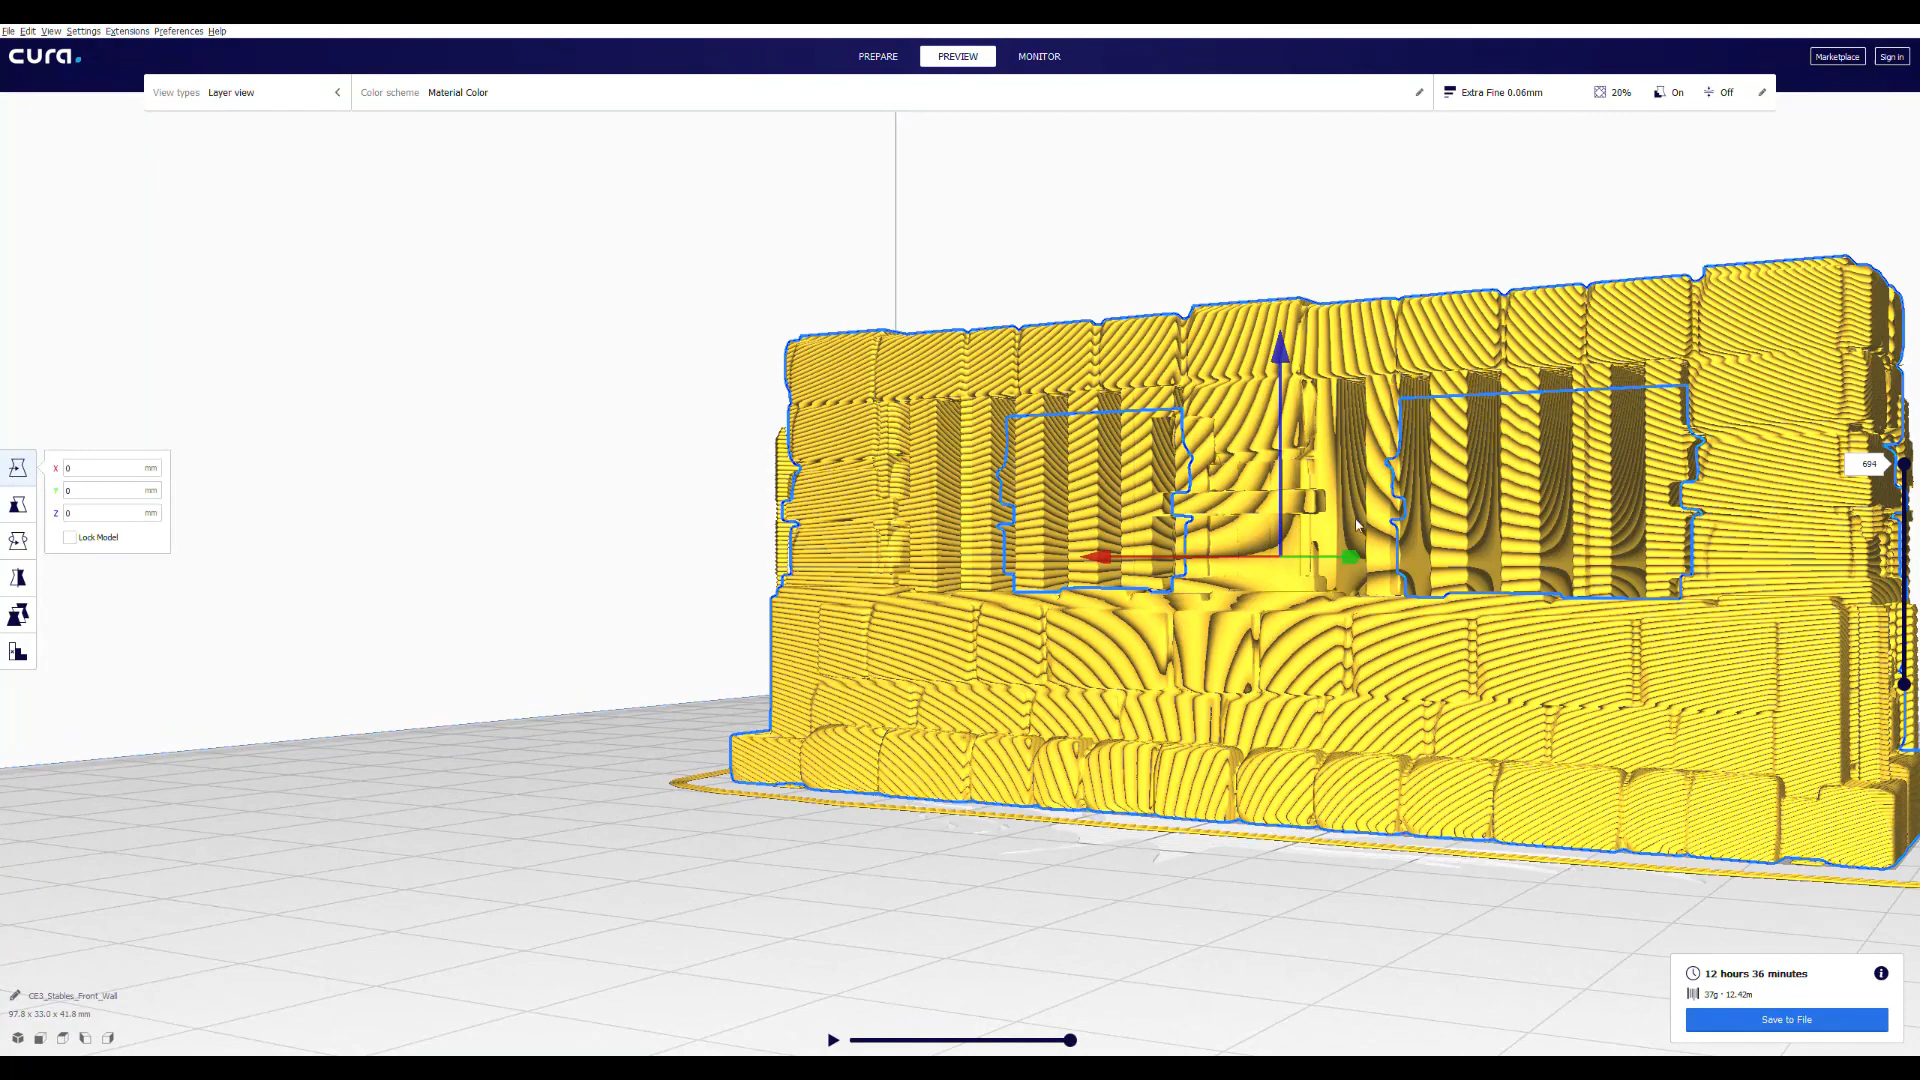 File Edit View Settings Extensions Preferences Help
cura.
PREPARE PREVIEW MONITOR
Marketplace Sign in
View types Layer view Color scheme Material Color Extra Fine 0.06mm 20% On Off
694
X 0 mm
Y 0 mm
Z 0 mm
Lock Model
12 hours 36 minutes
37g · 12.42m
Save to File
CE3_Stables_Front_Wall
97.8 x 33.0 x 41.8 mm